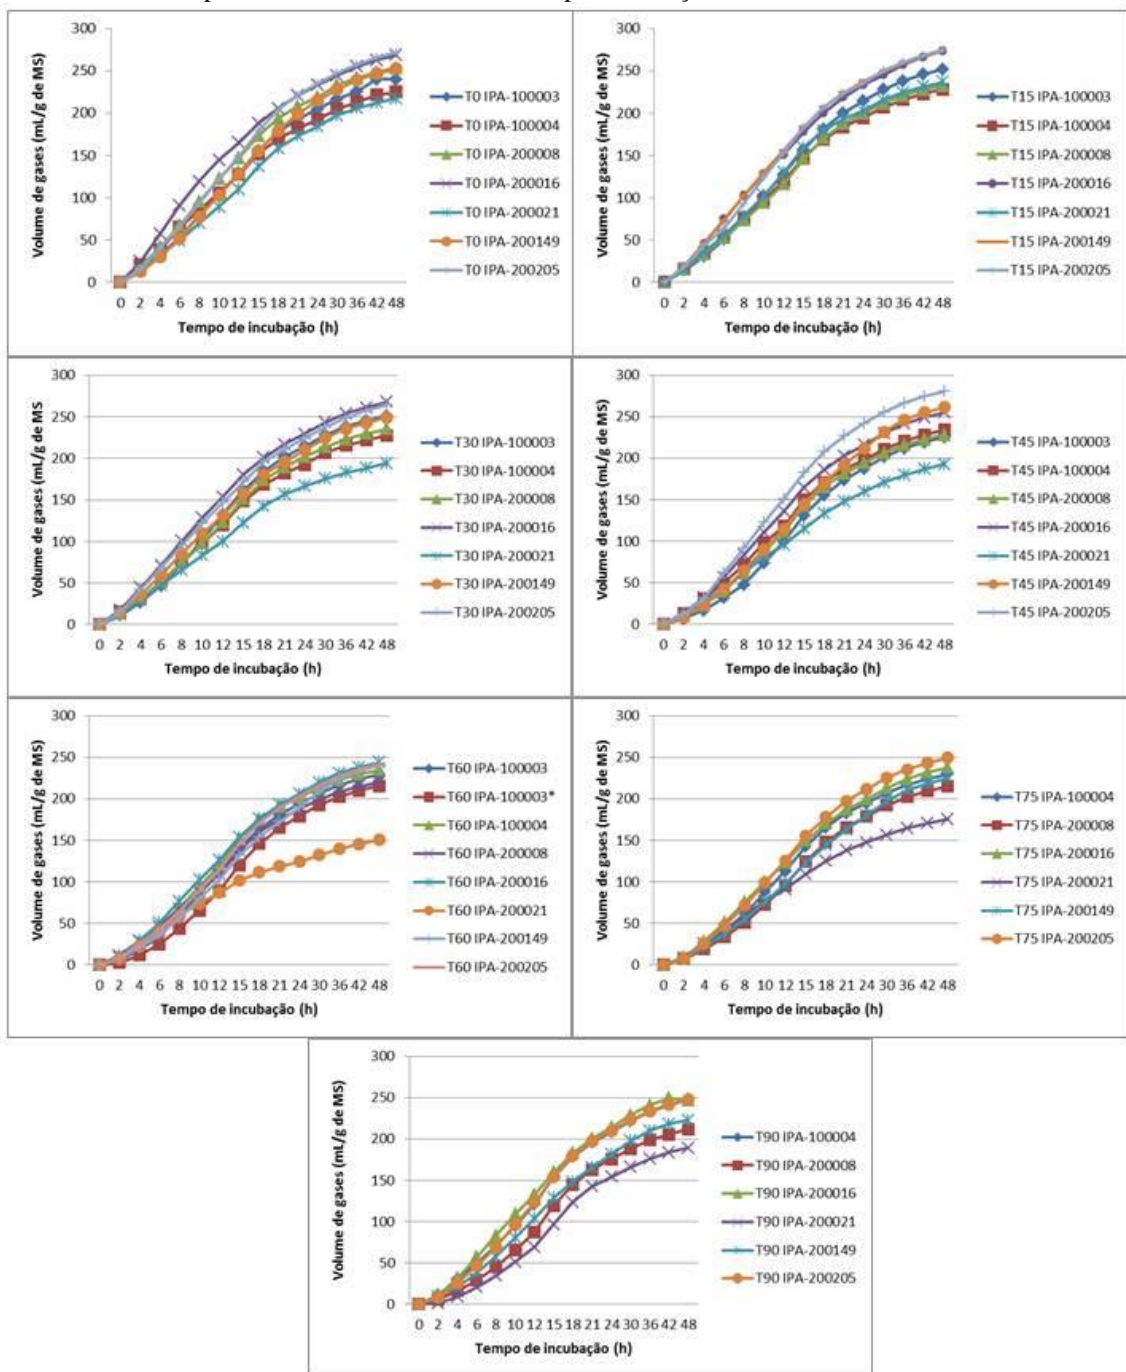 Volume de gases (mL/g de MS)
300
250
200
150
100
50
0
0 2 4 6 8 10 12 15 18 21 24 30 36 42 48
Tempo de incubação (h)
T0 IPA-100003
T0 IPA-100004
T0 IPA-200008
T0 IPA-200016
T0 IPA-200021
T0 IPA-200149
T0 IPA-200205
Volume de gases (mL/g de MS)
300
250
200
150
100
50
0
0 2 4 6 8 10 12 15 18 21 24 30 36 42 48
Tempo de incubação (h)
T15 IPA-100003
T15 IPA-100004
T15 IPA-200008
T15 IPA-200016
T15 IPA-200021
T15 IPA-200149
T15 IPA-200205
Volume de gases (mL/g de MS
300
250
200
150
100
50
0
0 2 4 6 8 10 12 15 18 21 24 30 36 42 48
Tempo de incubação (h)
T30 IPA-100003
T30 IPA-100004
T30 IPA-200008
T30 IPA-200016
T30 IPA-200021
T30 IPA-200149
T30 IPA-200205
Volume de gases (mL/g de MS)
300
250
200
150
100
50
0
0 2 4 6 8 10 12 15 18 21 24 30 36 42 48
Tempo de incubação (h)
T45 IPA-100003
T45 IPA-100004
T45 IPA-200008
T45 IPA-200016
T45 IPA-200021
T45 IPA-200149
T45 IPA-200205
Volume de gases (mL/g de MS)
300
250
200
150
100
50
0
0 2 4 6 8 10 12 15 18 21 24 30 36 42 48
Tempo de incubação (h)
T60 IPA-100003
T60 IPA-100003*
T60 IPA-100004
T60 IPA-200008
T60 IPA-200016
T60 IPA-200021
T60 IPA-200149
T60 IPA-200205
Volume de gases (mL/g de MS)
300
250
200
150
100
50
0
0 2 4 6 8 10 12 15 18 21 24 30 36 42 48
Tempo de incubação (h)
T75 IPA-100004
T75 IPA-200008
T75 IPA-200016
T75 IPA-200021
T75 IPA-200149
T75 IPA-200205
Volume de gases (mL/g de MS)
300
250
200
150
100
50
0
0 2 4 6 8 10 12 15 18 21 24 30 36 42 48
Tempo de incubação (h)
T90 IPA-100004
T90 IPA-200008
T90 IPA-200016
T90 IPA-200021
T90 IPA-200149
T90 IPA-200205